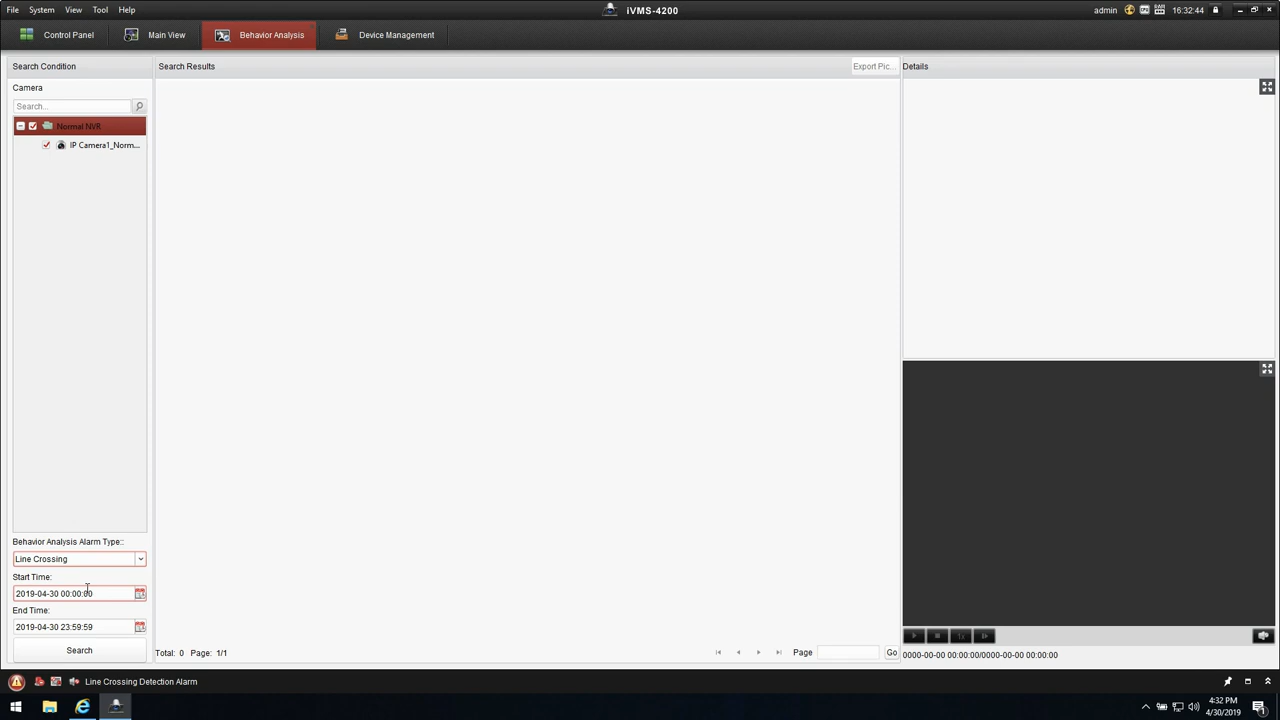 File System View Tool Help
iVMS-4200
admin 16:32:44
Control Panel
Main View
Behavior Analysis
Device Management
Search Condition
Camera
Search...
Normal NVR
IP Camera1_Norm...
Behavior Analysis Alarm Type::
Line Crossing
Start Time:
2019-04-30 00:00:00
End Time:
2019-04-30 23:59:59
Search
Search Results
Export Pic...
Total: 0 Page: 1/1
Page
Go
Details
1x
0000-00-00 00:00:00/0000-00-00 00:00:00
Line Crossing Detection Alarm
4:32 PM
4/30/2019